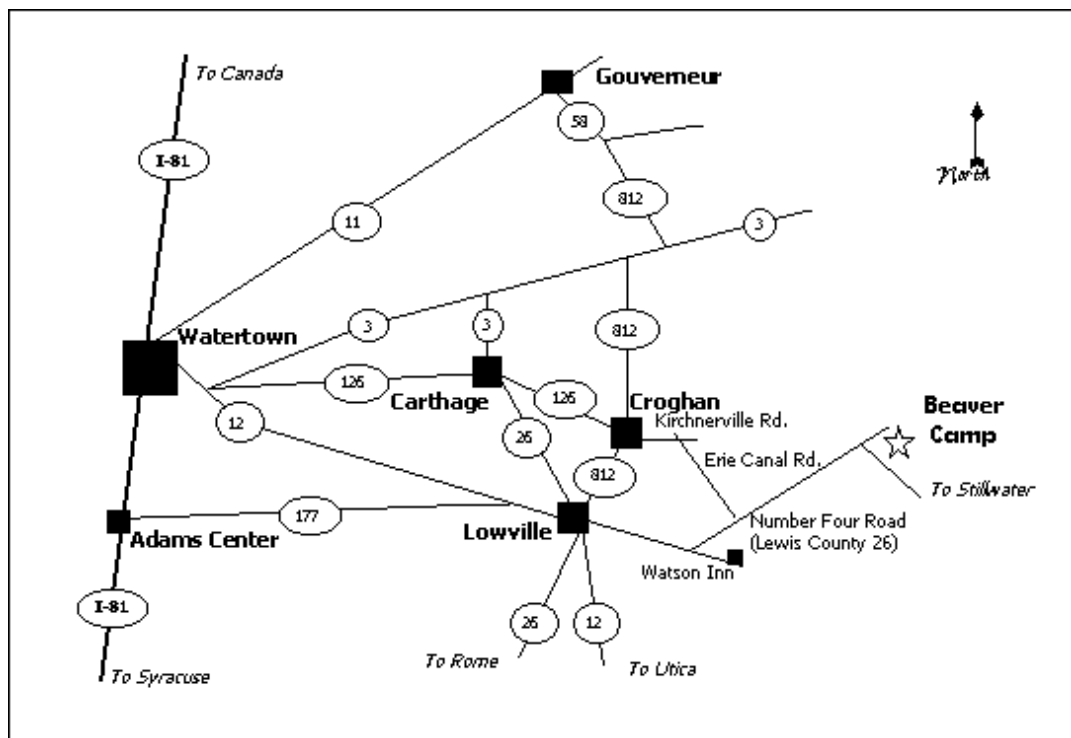 To Canada
Gouverneur
58
I-81
North
812
11
3
Watertown
3
3
812
126
Carthage
126
Croghan
Beaver
Camp
Kirchnerville Rd.
12
26
Erie Canal Rd.
812
To Stillwater
177
Number Four Road
(Lewis County 26)
Adams Center
Lowville
Watson Inn
I-81
26
12
To Rome
To Utica
To Syracuse